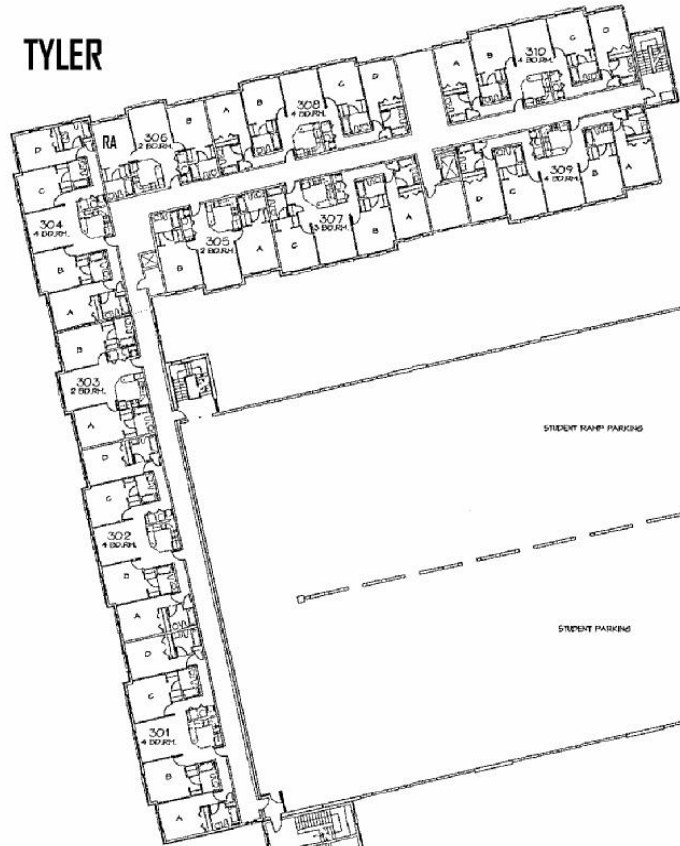 TYLER
A
B
310
4 BD.RM.
C
D
RA
306
2 BD.RM.
B
A
B
308
4 BD.RM.
C
D
D
C
304
4 BD.RM.
B
A
B
305
2 BD.RM.
A
C
307
3 BD.RM.
B
A
D
C
309
4 BD.RM.
B
A
B
303
2 BD.RM.
A
D
C
302
4 BD.RM.
B
A
D
C
301
4 BD.RM.
B
A
STUDENT RAMP PARKING
STUDENT PARKING